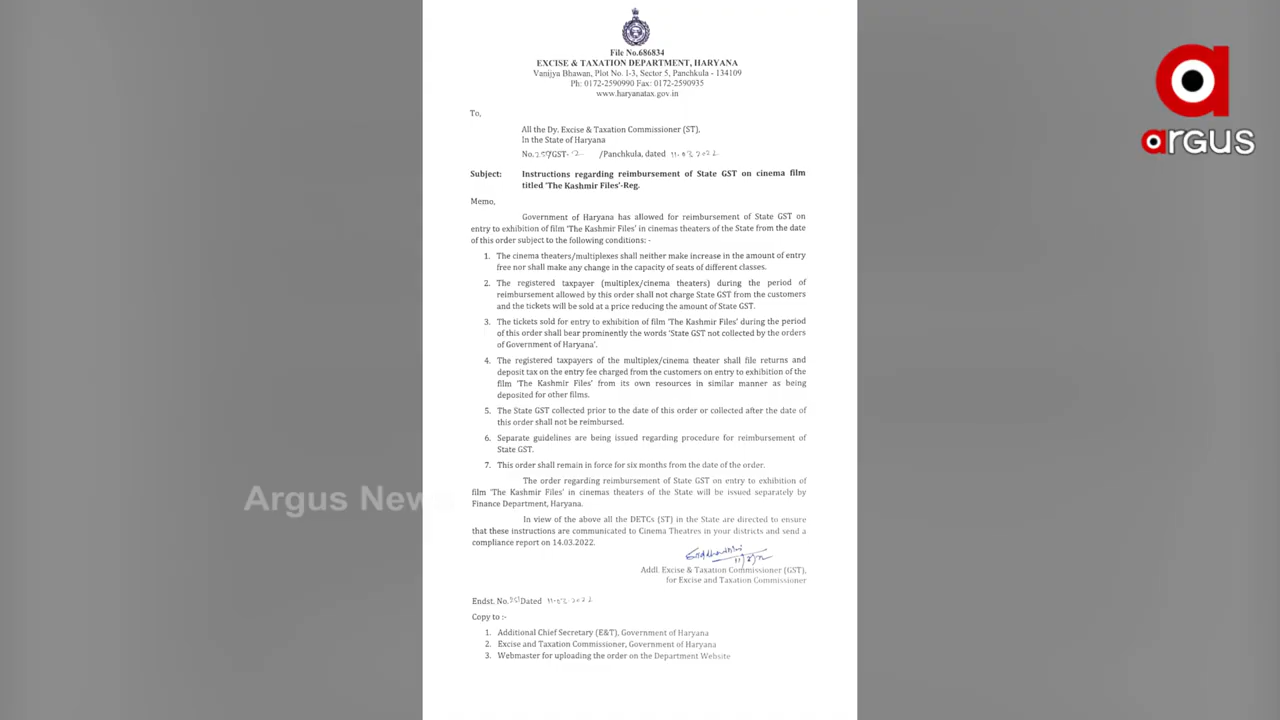 File No.686834
EXCISE & TAXATION DEPARTMENT, HARYANA
Vanijya Bhawan, Plot No. I-3, Sector 5, Panchkula - 134109
Ph: 0172-2590990 Fax: 0172-2590935
www.haryanatax.gov.in
To,
All the Dy. Excise & Taxation Commissioner (ST),
In the State of Haryana
No. /GST-2 /Panchkula, dated 11.03.2022
Subject: Instructions regarding reimbursement of State GST on cinema film
titled 'The Kashmir Files'-Reg.
Memo,
Government of Haryana has allowed for reimbursement of State GST on
entry to exhibition of film 'The Kashmir Files' in cinemas theaters of the State from the date
of this order subject to the following conditions: -
1. The cinema theaters/multiplexes shall neither make increase in the amount of entry
free nor shall make any change in the capacity of seats of different classes.
2. The registered taxpayer (multiplex/cinema theaters) during the period of
reimbursement allowed by this order shall not charge State GST from the customers
and the tickets will be sold at a price reducing the amount of State GST.
3. The tickets sold for entry to exhibition of film 'The Kashmir Files' during the period
of this order shall bear prominently the words 'State GST not collected by the orders
of Government of Haryana'.
4. The registered taxpayers of the multiplex/cinema theater shall file returns and
deposit tax on the entry fee charged from the customers on entry to exhibition of the
film 'The Kashmir Files' from its own resources in similar manner as being
deposited for other films.
5. The State GST collected prior to the date of this order or collected after the date of
this order shall not be reimbursed.
6. Separate guidelines are being issued regarding procedure for reimbursement of
State GST.
7. This order shall remain in force for six months from the date of the order.
The order regarding reimbursement of State GST on entry to exhibition of
film 'The Kashmir Files' in cinemas theaters of the State will be issued separately by
Finance Department, Haryana.
In view of the above all the DETCs (ST) in the State are directed to ensure
that these instructions are communicated to Cinema Theatres in your districts and send a
compliance report on 14.03.2022.
Addl. Excise & Taxation Commissioner (GST),
for Excise and Taxation Commissioner
Endst. No. Dated 11.03.2022
Copy to :-
1. Additional Chief Secretary (E&T), Government of Haryana
2. Excise and Taxation Commissioner, Government of Haryana
3. Webmaster for uploading the order on the Department Website
argus
Argus News